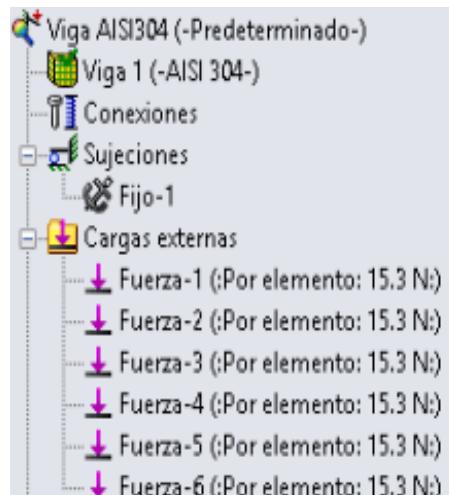 Viga AISI304 (-Predeterminado-)
Viga 1 (-AISI 304-)
Conexiones
Sujeciones
Fijo-1
Cargas externas
Fuerza-1 (:Por elemento: 15.3 N:)
Fuerza-2 (:Por elemento: 15.3 N:)
Fuerza-3 (:Por elemento: 15.3 N:)
Fuerza-4 (:Por elemento: 15.3 N:)
Fuerza-5 (:Por elemento: 15.3 N:)
Fuerza-6 (:Por elemento: 15.3 N:)